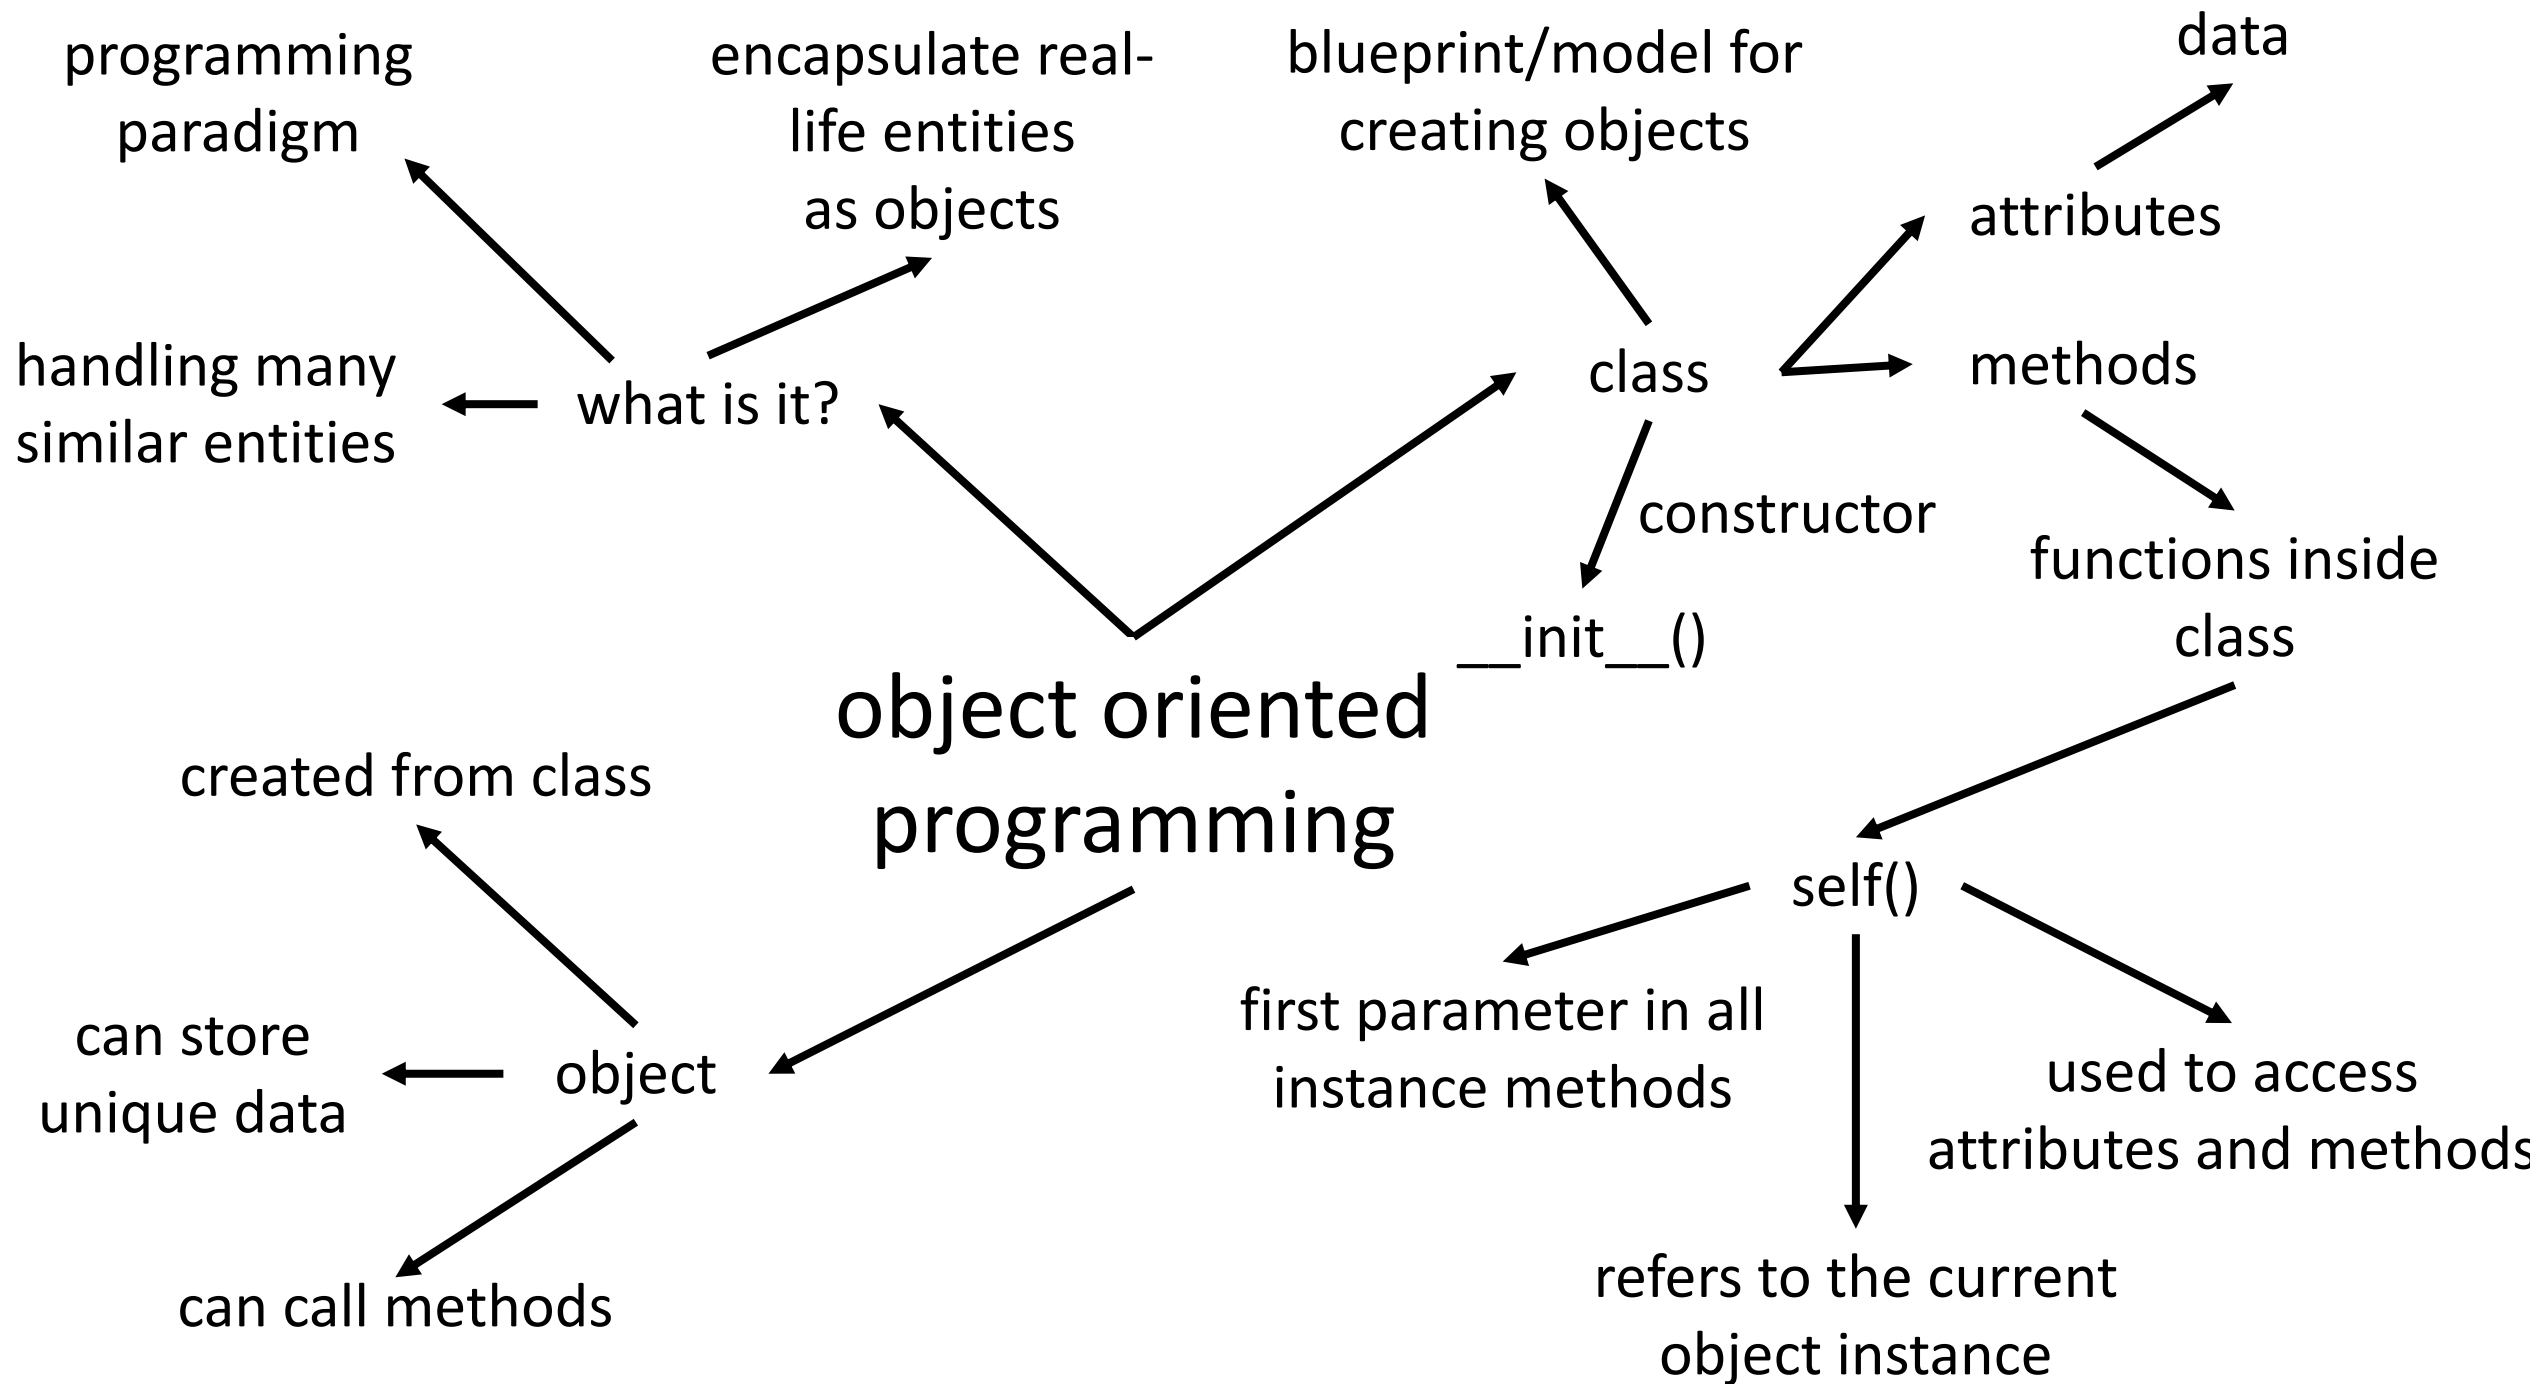 programming
paradigm
encapsulate real-
life entities
as objects
blueprint/model for
creating objects
data
attributes
handling many
similar entities
what is it?
class
methods
constructor
functions inside
class
__init__()
object oriented
programming
created from class
self()
can store
unique data
object
first parameter in all
instance methods
used to access
attributes and methods
can call methods
refers to the current
object instance